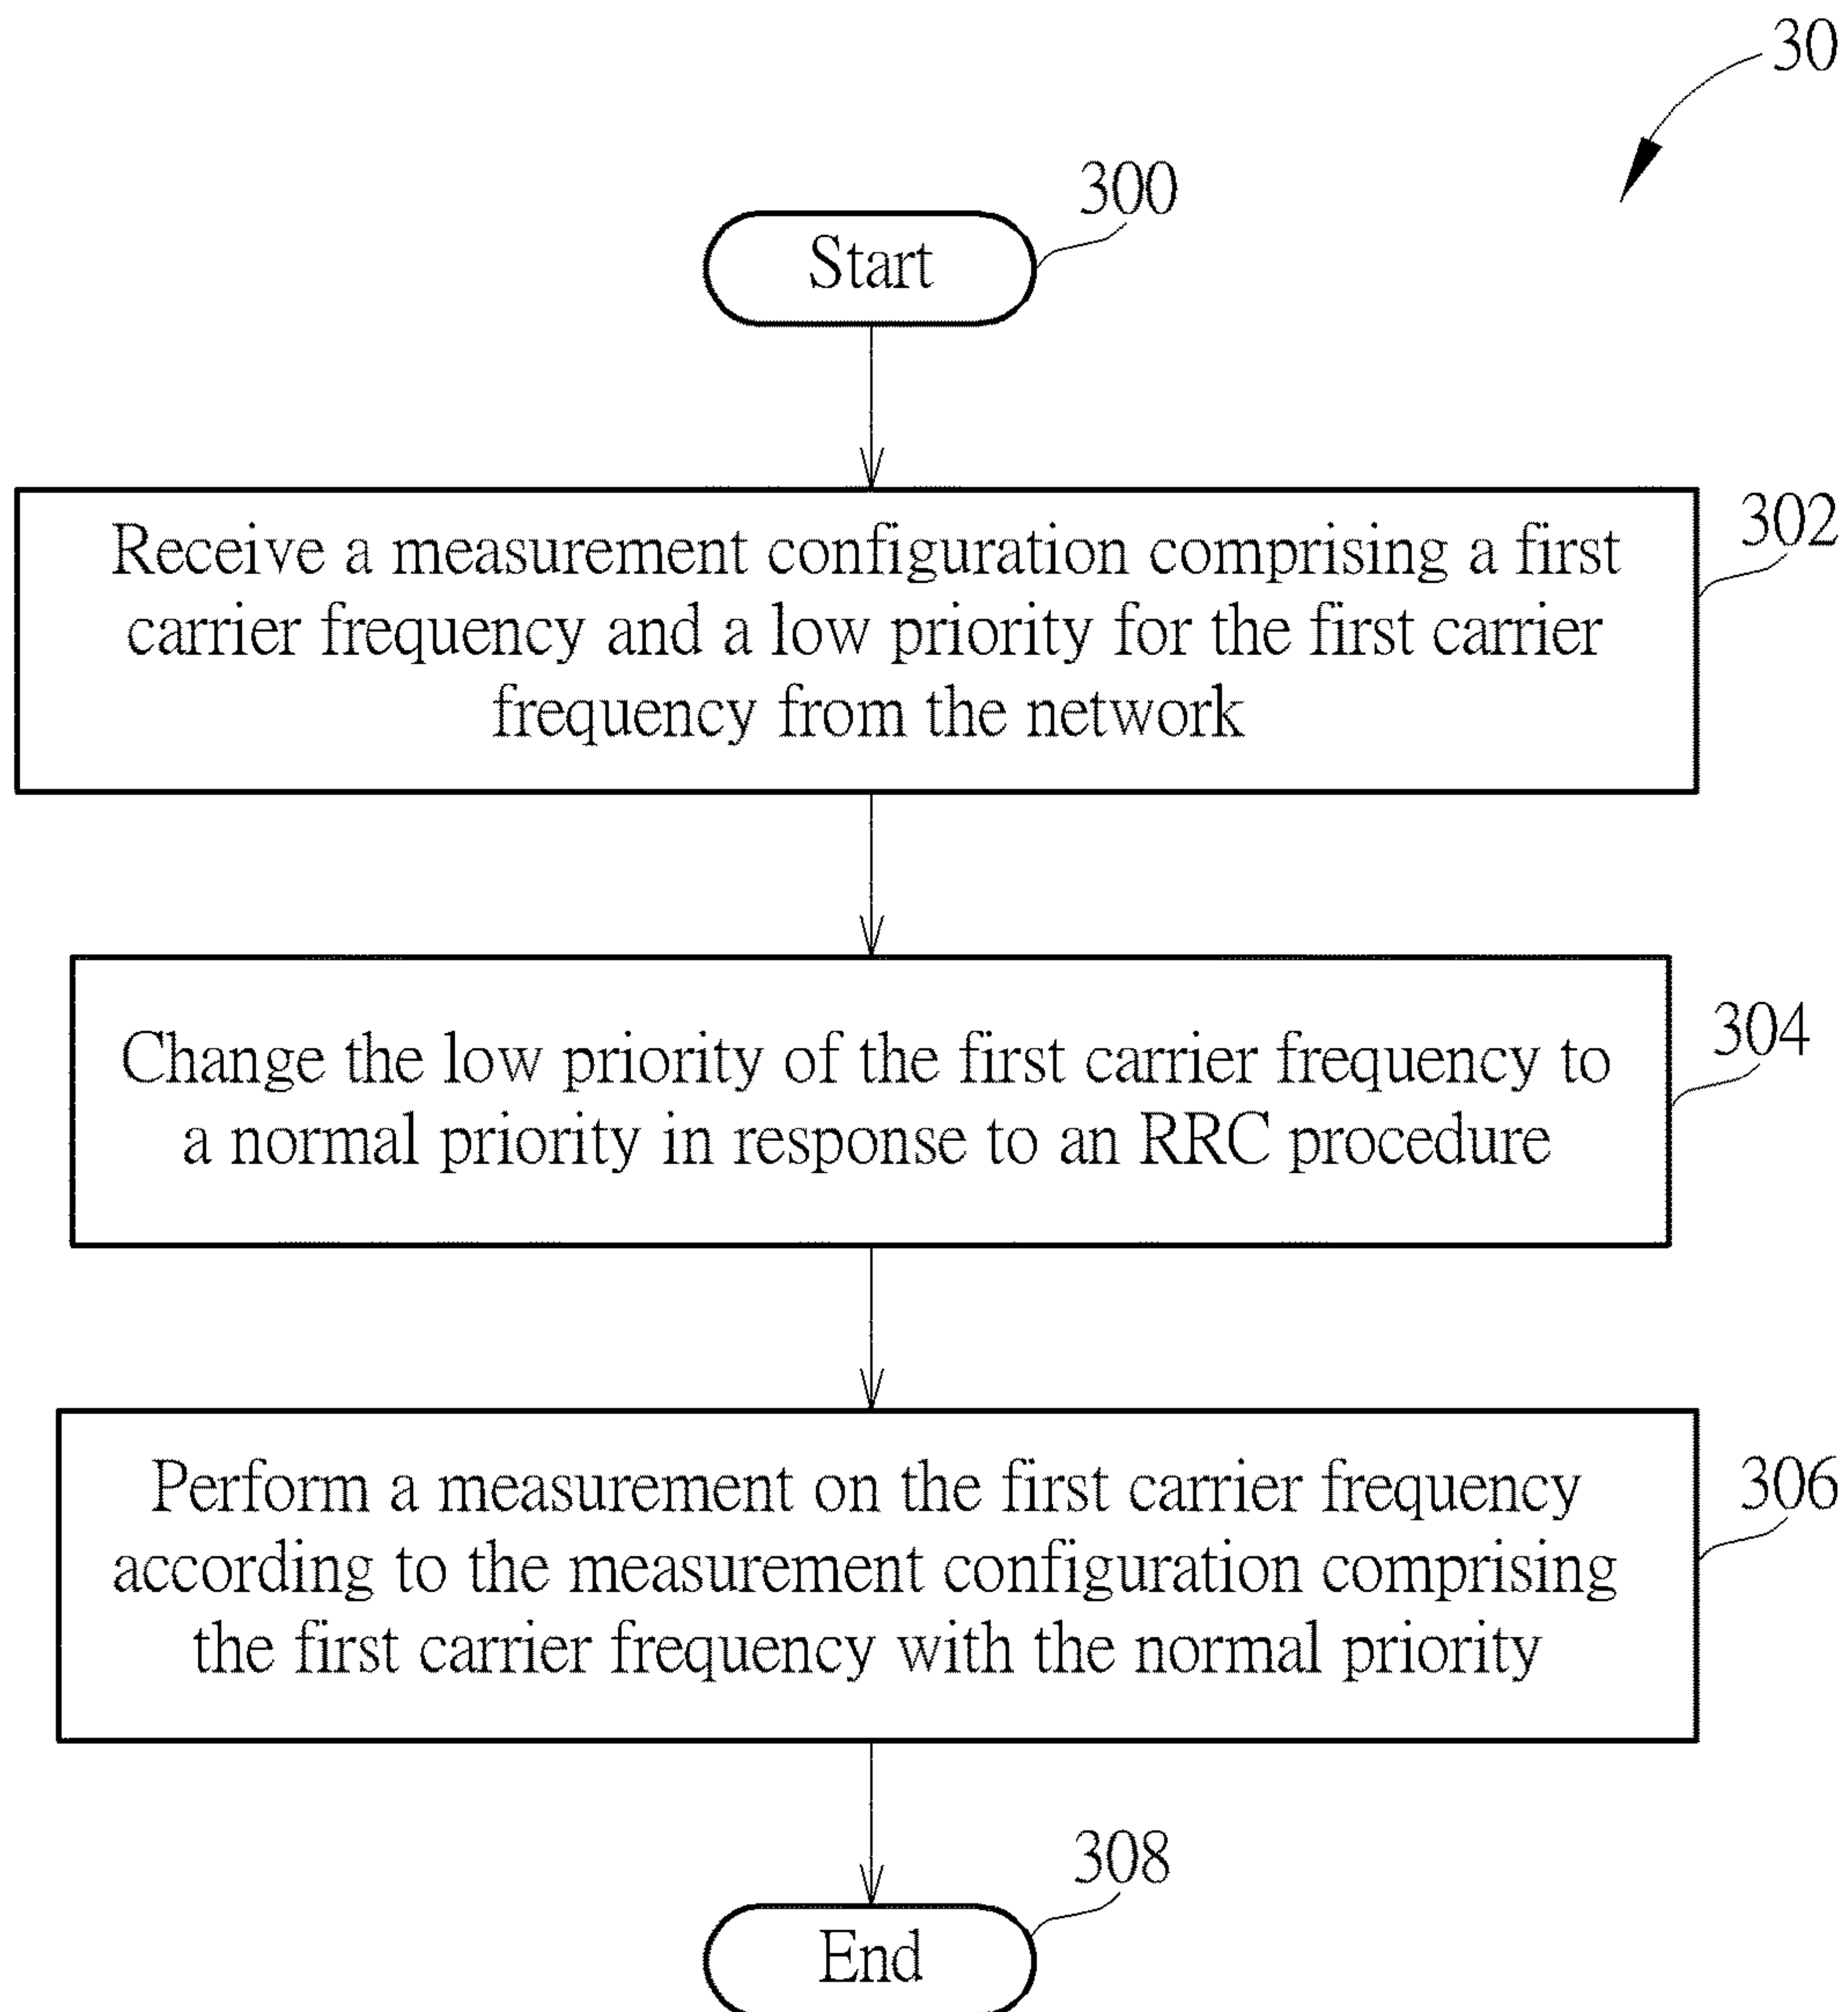 30
300
Start
302
Receive a measurement configuration comprising a first
carrier frequency and a low priority for the first carrier
frequency from the network
304
Change the low priority of the first carrier frequency to
a normal priority in response to an RRC procedure
306
Perform a measurement on the first carrier frequency
according to the measurement configuration comprising
the first carrier frequency with the normal priority
308
End